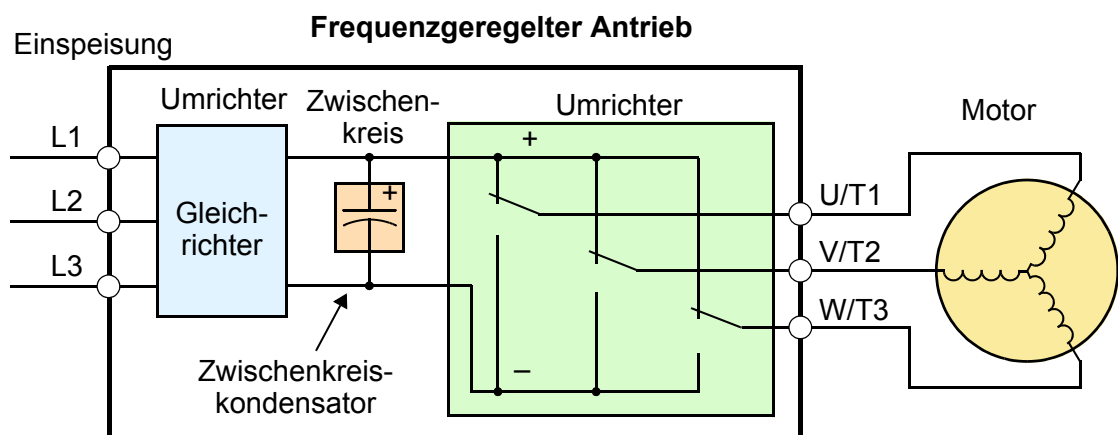 Frequenzgeregelter Antrieb
Einspeisung
Umrichter
Zwischen-
kreis
Umrichter
Motor
L1
L2
L3
Gleich-
richter
+
+
–
U/T1
V/T2
W/T3
Zwischenkreis-
kondensator